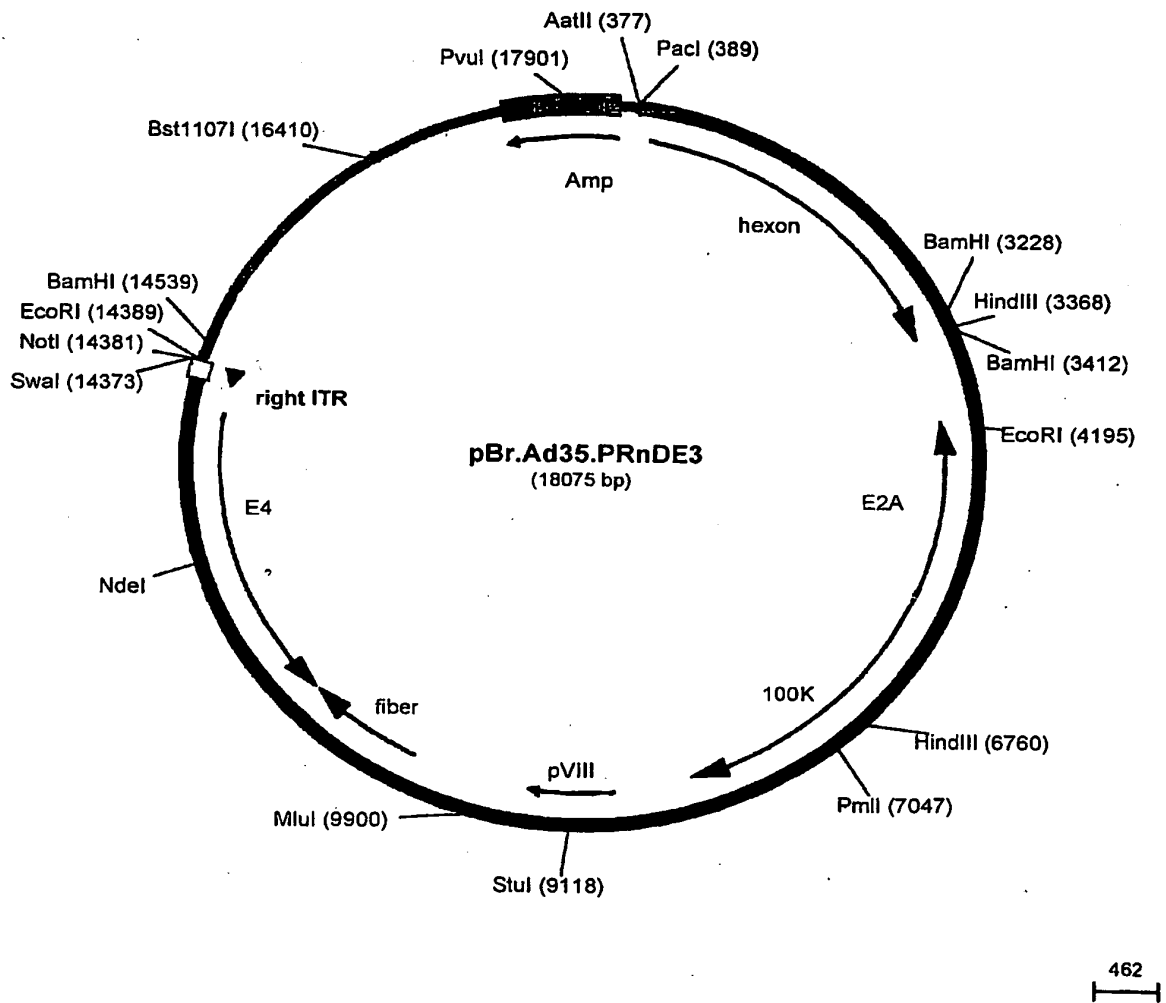 AatII (377)
PacI (389)
PvuI (17901)
Bst1107I (16410)
Amp
hexon
BamHI (3228)
HindIII (3368)
BamHI (3412)
EcoRI (4195)
BamHI (14539)
EcoRI (14389)
NotI (14381)
SwaI (14373)
right ITR
pBr.Ad35.PRnDE3
(18075 bp)
E4
E2A
NdeI
100K
fiber
HindIII (6760)
pVIII
PmlI (7047)
MluI (9900)
StuI (9118)
462